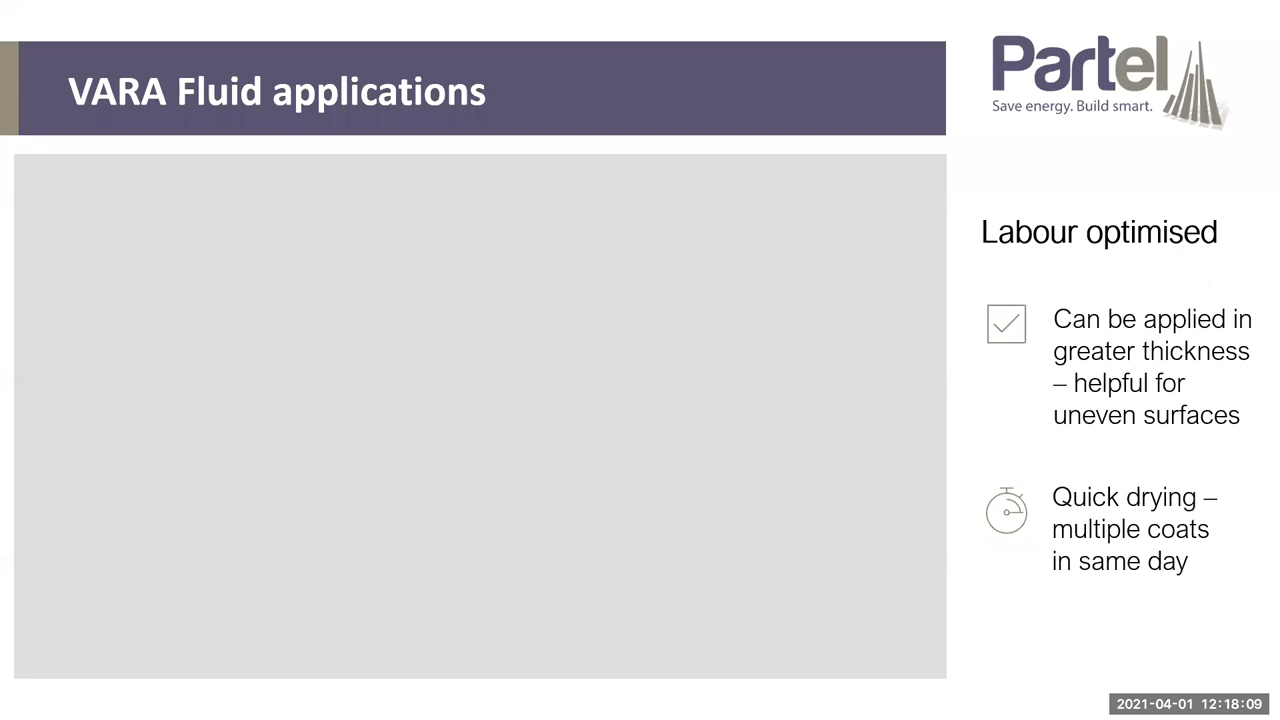 VARA Fluid applications
Partel
Save energy. Build smart.
Labour optimised
Can be applied in
greater thickness
– helpful for
uneven surfaces
Quick drying –
multiple coats
in same day
2021-04-01 12:18:09